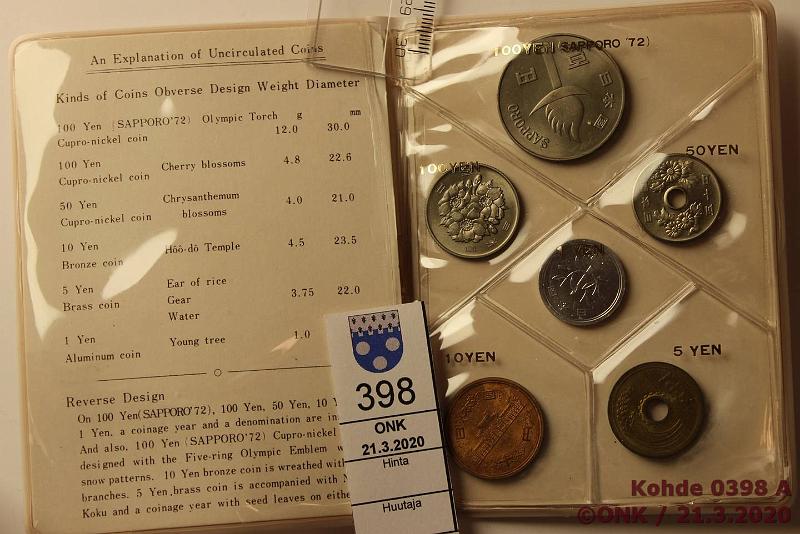 An Explanation of Uncirculated Coins
Kinds of Coins Obverse Design Weight Diameter
g mm
100 Yen (SAPPORO'72) Olympic Torch 12.0 30.0
Cupro-nickel coin
100 Yen Cherry blossoms 4.8 22.6
Cupro-nickel coin
50 Yen Chrysanthemum 4.0 21.0
Cupro-nickel coin blossoms
10 Yen Hôô-dô Temple 4.5 23.5
Bronze coin
5 Yen Ear of rice
Brass coin Gear 3.75 22.0
Water
1 Yen Young tree 1.0
Aluminum coin
Reverse Design
On 100 Yen(SAPPORO'72), 100 Yen, 50 Yen, 10
1 Yen, a coinage year and a denomination are
And also, 100 Yen (SAPPORO'72) Cupro-nickel
designed with the Five-ring Olympic Emblem
snow patterns. 10 Yen bronze coin is wreathed with
branches. 5 Yen brass coin is accompanied with
Koku and a coinage year with seed leaves on
100YEN (SAPPORO '72)
日本国
SAPPORO
100YEN
50YEN
YEN
10YEN
5 YEN
398
ONK
21.3.2020
Hinta
Huutaja
Kohde 0398 A
©ONK / 21.3.2020